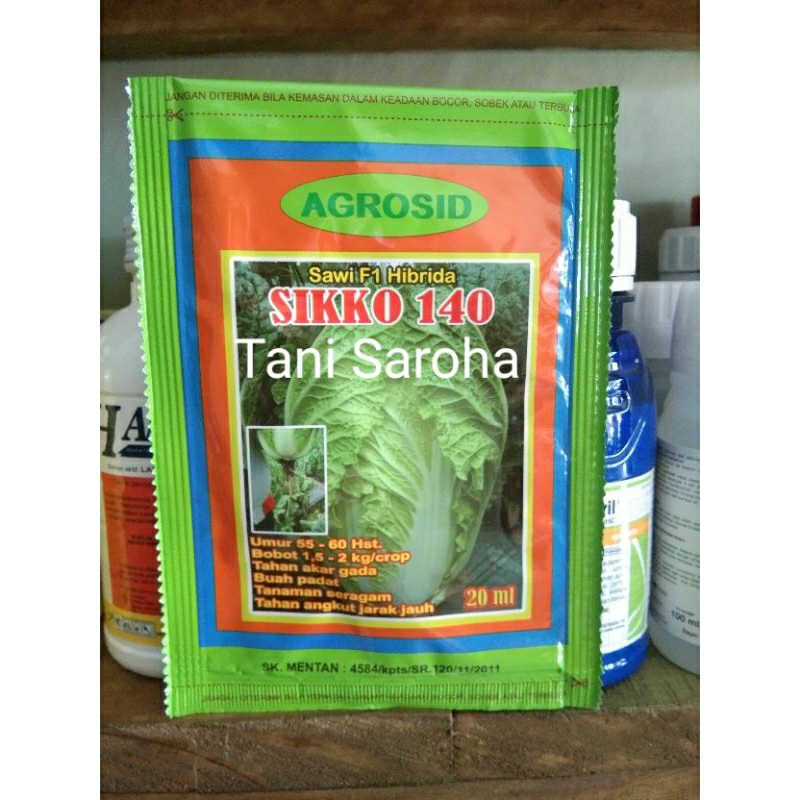 JANGAN DITERIMA BILA KEMASAN DALAM KEADAAN BOCOR, SOBEK ATAU TERBUKA
AGROSID
Sawi F1 Hibrida
SIKKO 140
Tani Saroha
Umur 55 - 60 Hst.
Bobot 1,5 - 2 kg/crop
Tahan akar gada
Buah padat
Tanaman seragam
Tahan angkut jarak jauh
20 ml
SK. MENTAN : 4584/kpts/SR.120/11/2011
100 ml